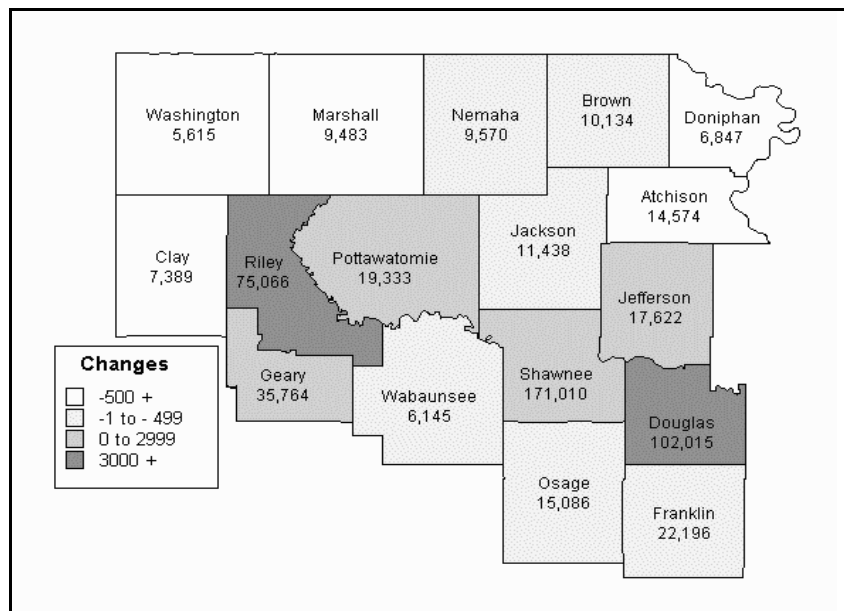 Washington
5,615
Marshall
9,483
Nemaha
9,570
Brown
10,134
Doniphan
6,847
Atchison
14,574
Clay
7,389
Riley
75,066
Pottawatomie
19,333
Jackson
11,438
Jefferson
17,622
Geary
35,764
Wabaunsee
6,145
Shawnee
171,010
Douglas
102,015
Osage
15,086
Franklin
22,196
Changes
-500 +
-1 to - 499
0 to 2999
3000 +